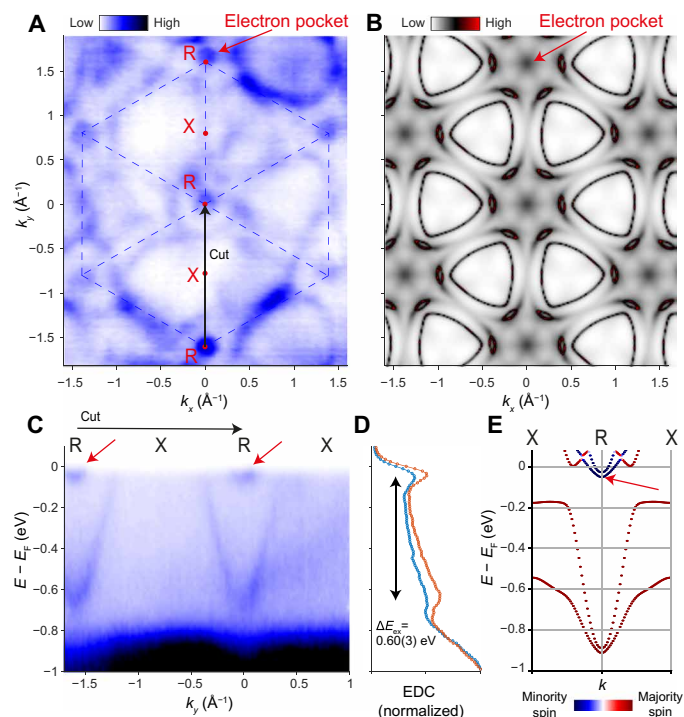 A
Low
High
Electron pocket
B
Low
High
Electron pocket
R
X
R
Cut
X
R
1.5
1
0.5
0
−0.5
−1
−1.5
k_y (Å⁻¹)
−1.5
−1
−0.5
0
0.5
1
1.5
k_x (Å⁻¹)
−1.5
−1
−0.5
0
0.5
1
1.5
k_x (Å⁻¹)
C
Cut
R
X
R
X
0
−0.2
−0.4
−0.6
−0.8
−1
E − E_F (eV)
−1.5
−1
−0.5
0
0.5
1
k_y (Å⁻¹)
D
ΔE_ex =
0.60(3) eV
EDC
(normalized)
E
X
R
X
0
−0.2
−0.4
−0.6
−0.8
−1
E − E_F (eV)
k
Minority
spin
Majority
spin